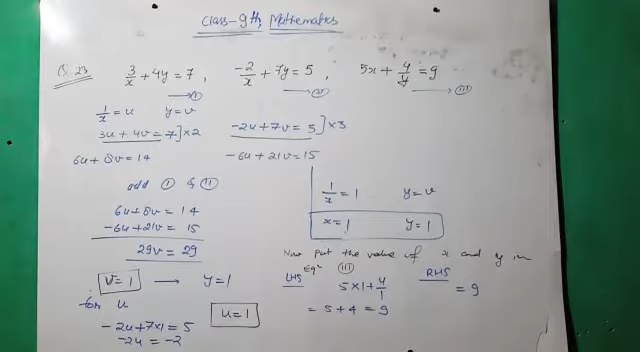 Class-9th Mathematics
Q.23 3/x + 4y = 7, -2/x + 7y = 5, 5x + 4/y = 9
→ I → II → III
1/x = u y = v
3u + 4v = 7] × 2 -2u + 7v = 5] × 3
6u + 8v = 14 -6u + 21v = 15
add I & II
6u + 8v = 14
-6u + 21v = 15
29v = 29
v = 1 → y = 1
for u
-2u + 7×1 = 5
-2u = -2
u = 1
1/x = 1 y = v
x = 1 y = 1
Now put the value of x and y in
Eqⁿ III
LHS 5×1 + 4/1 RHS
= 5 + 4 = 9 = 9